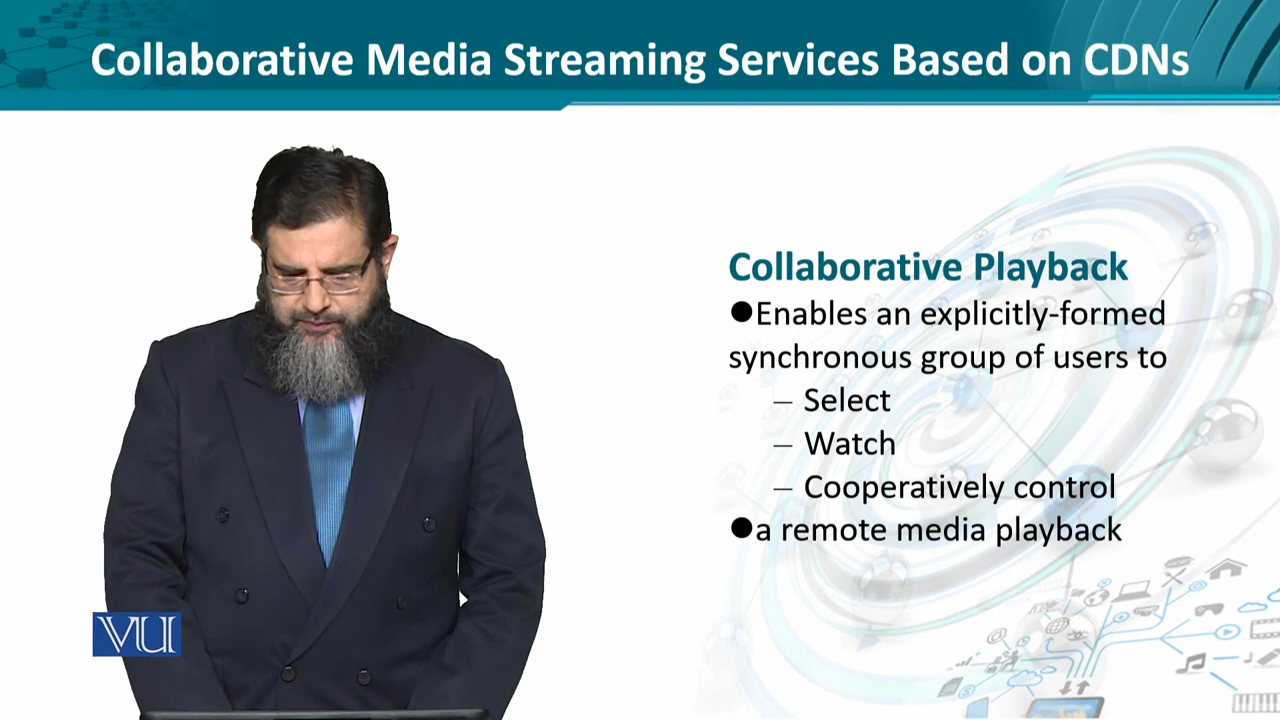 Collaborative Media Streaming Services Based on CDNs
Collaborative Playback
●Enables an explicitly-formed
synchronous group of users to
– Select
– Watch
– Cooperatively control
●a remote media playback
VU